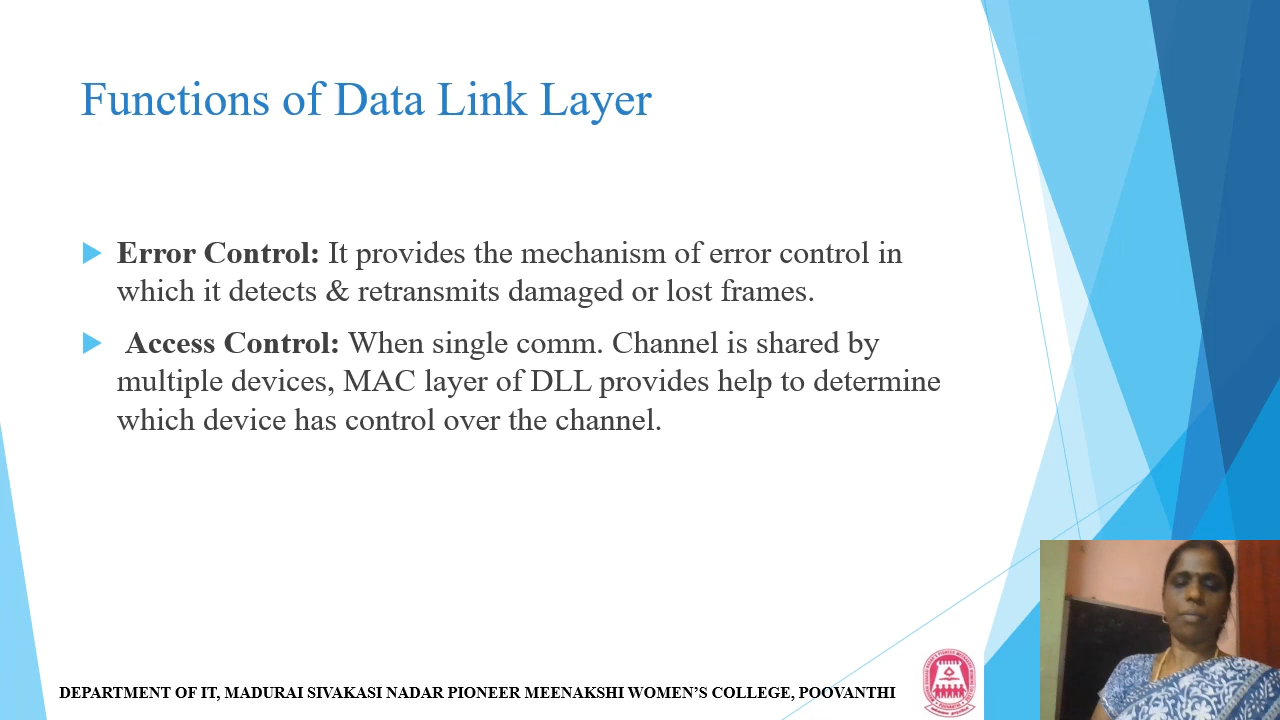 Functions of Data Link Layer
Error Control: It provides the mechanism of error control in
which it detects & retransmits damaged or lost frames.
Access Control: When single comm. Channel is shared by
multiple devices, MAC layer of DLL provides help to determine
which device has control over the channel.
DEPARTMENT OF IT, MADURAI SIVAKASI NADAR PIONEER MEENAKSHI WOMEN’S COLLEGE, POOVANTHI